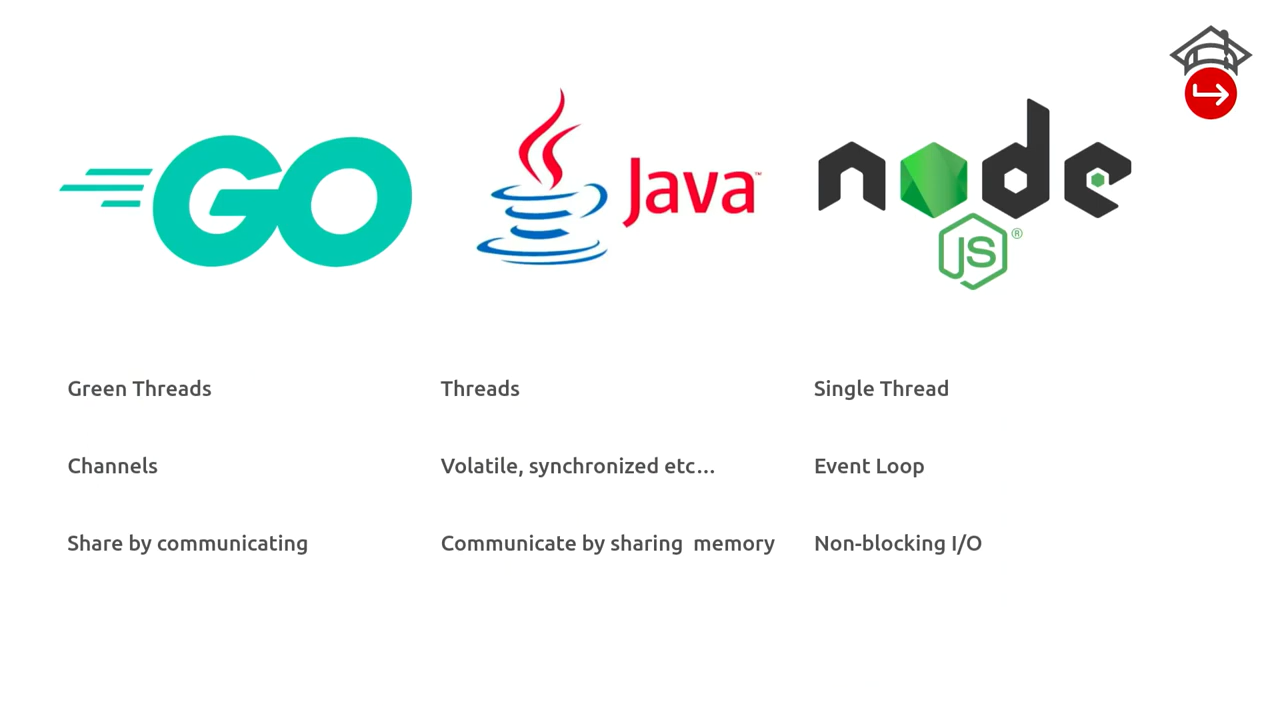 GO
Java™
node
JS®
Green Threads
Threads
Single Thread
Channels
Volatile, synchronized etc…
Event Loop
Share by communicating
Communicate by sharing  memory
Non-blocking I/O